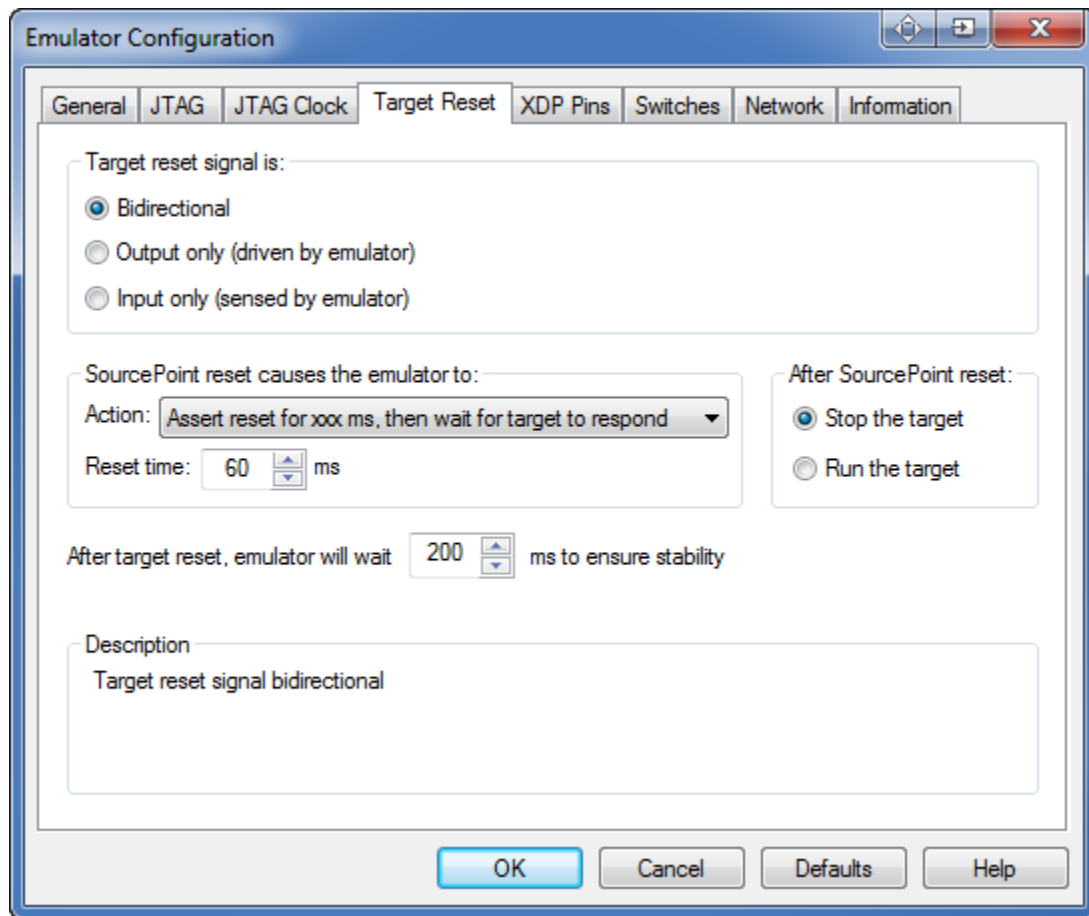 Emulator Configuration
General JTAG JTAG Clock Target Reset XDP Pins Switches Network Information
Target reset signal is:
Bidirectional
Output only (driven by emulator)
Input only (sensed by emulator)
SourcePoint reset causes the emulator to:
Action: Assert reset for xxx ms, then wait for target to respond
Reset time: 60 ms
After SourcePoint reset:
Stop the target
Run the target
After target reset, emulator will wait 200 ms to ensure stability
Description
Target reset signal bidirectional
OK Cancel Defaults Help